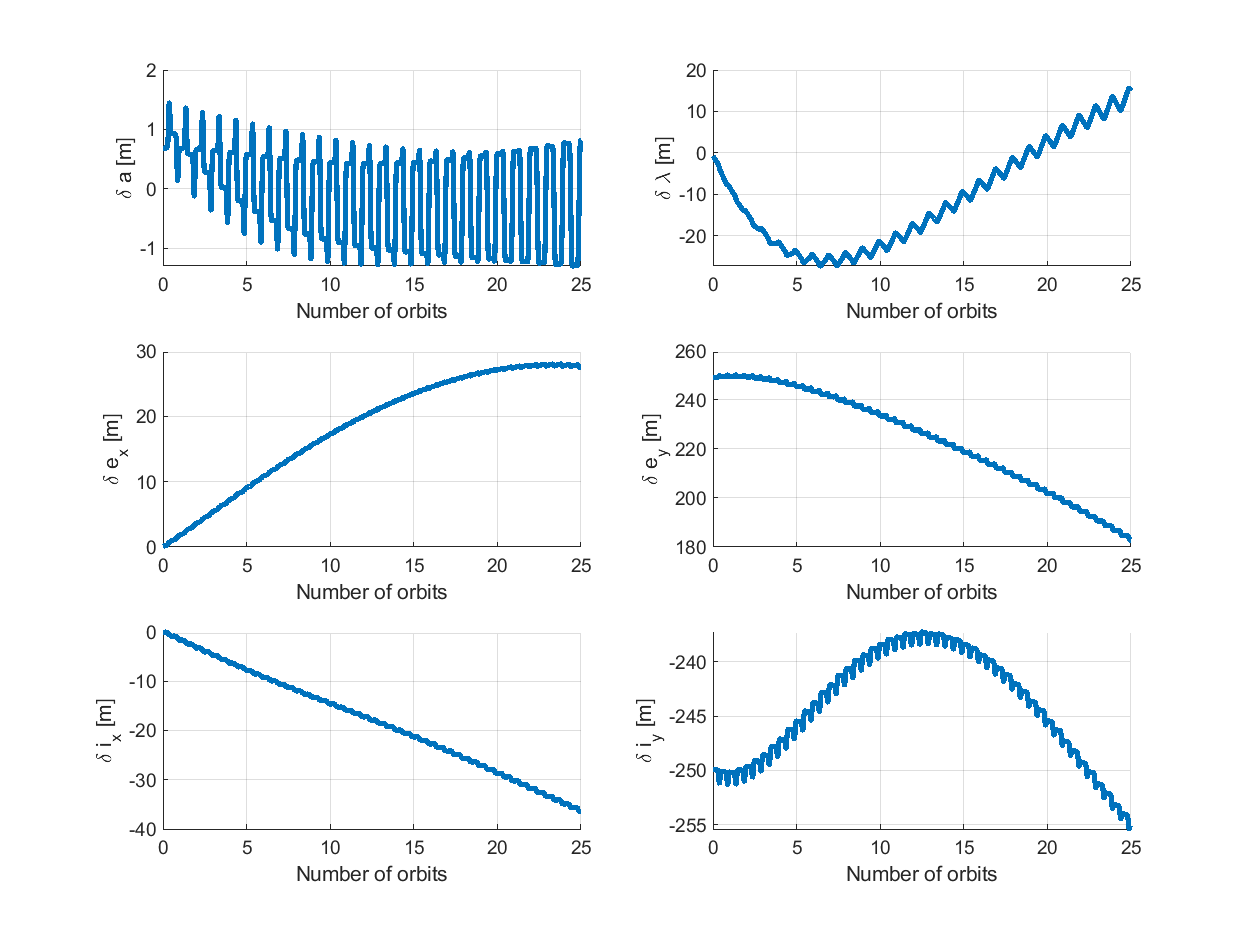 2
1
0
-1
δ a [m]
0 5 10 15 20 25
Number of orbits
20
10
0
-10
-20
δ λ [m]
0 5 10 15 20 25
Number of orbits
30
20
10
0
δ e_x [m]
0 5 10 15 20 25
Number of orbits
260
240
220
200
180
δ e_y [m]
0 5 10 15 20 25
Number of orbits
0
-10
-20
-30
-40
δ i_x [m]
0 5 10 15 20 25
Number of orbits
-240
-245
-250
-255
δ i_y [m]
0 5 10 15 20 25
Number of orbits